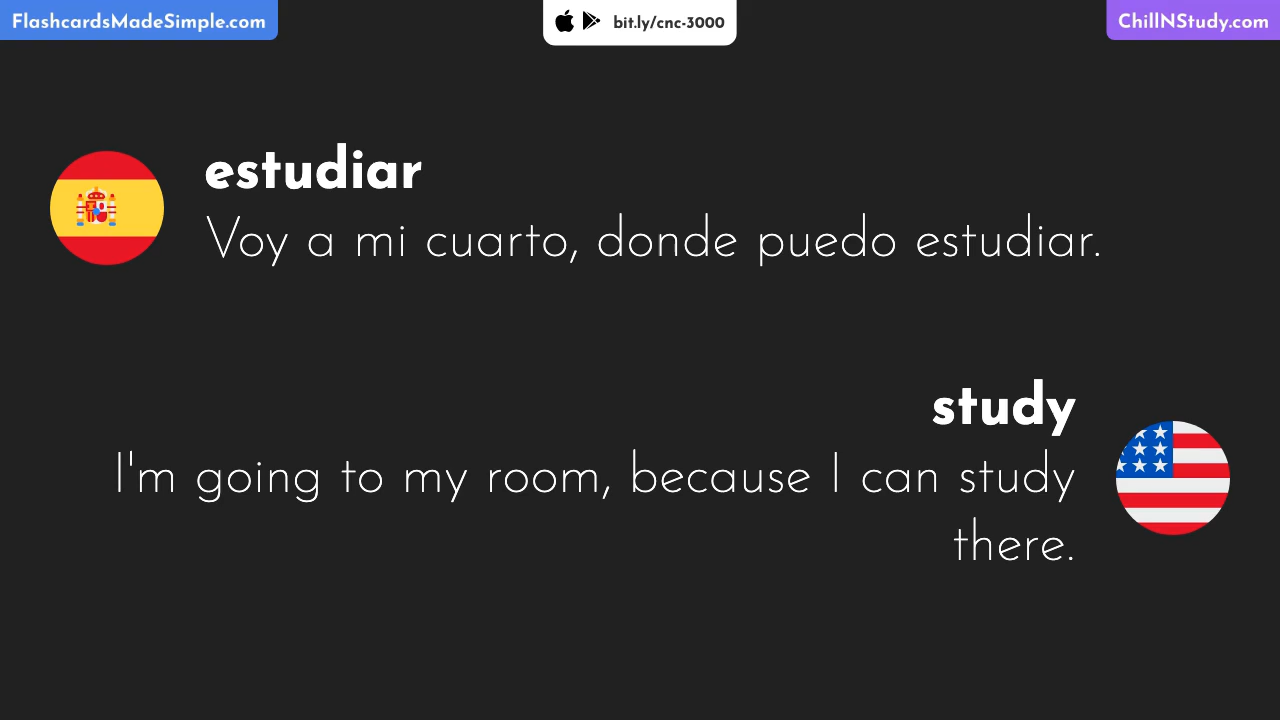 FlashcardsMadeSimple.com
bit.ly/cnc-3000
ChillNStudy.com
estudiar
Voy a mi cuarto, donde puedo estudiar.
study
I'm going to my room, because I can study
there.